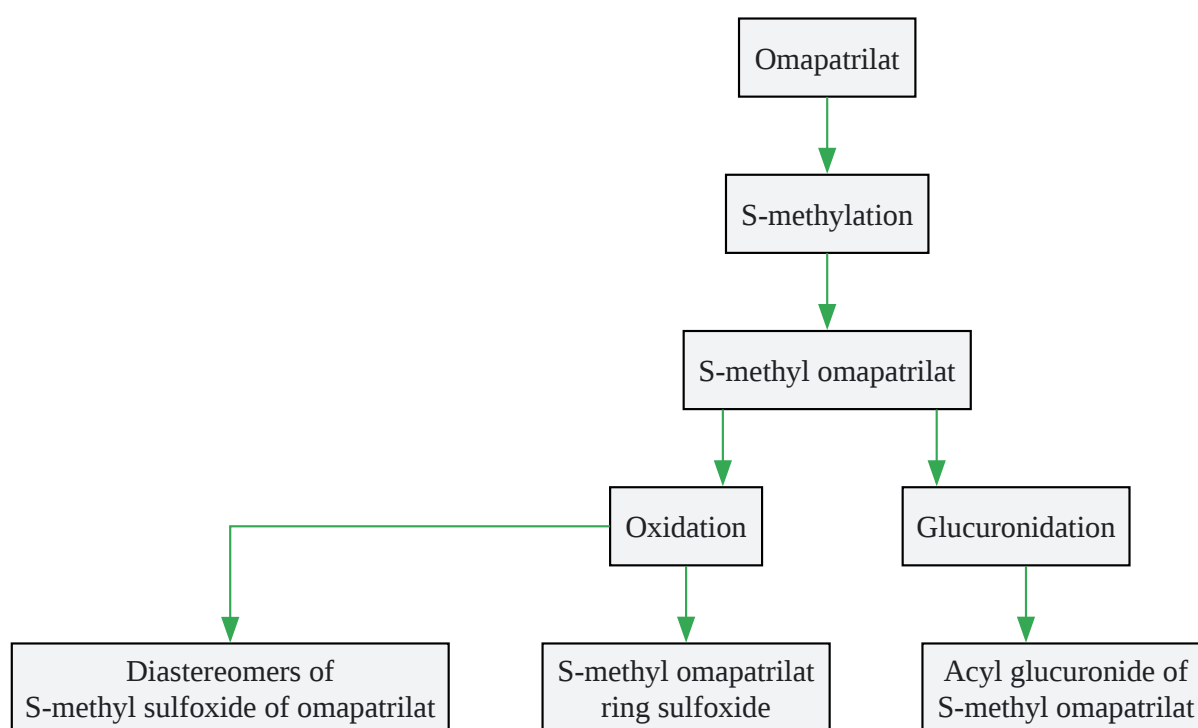 Omapatrilat
S-methylation
S-methyl omapatrilat
Oxidation
Glucuronidation
Diastereomers of
S-methyl sulfoxide of omapatrilat
S-methyl omapatrilat
ring sulfoxide
Acyl glucuronide of
S-methyl omapatrilat